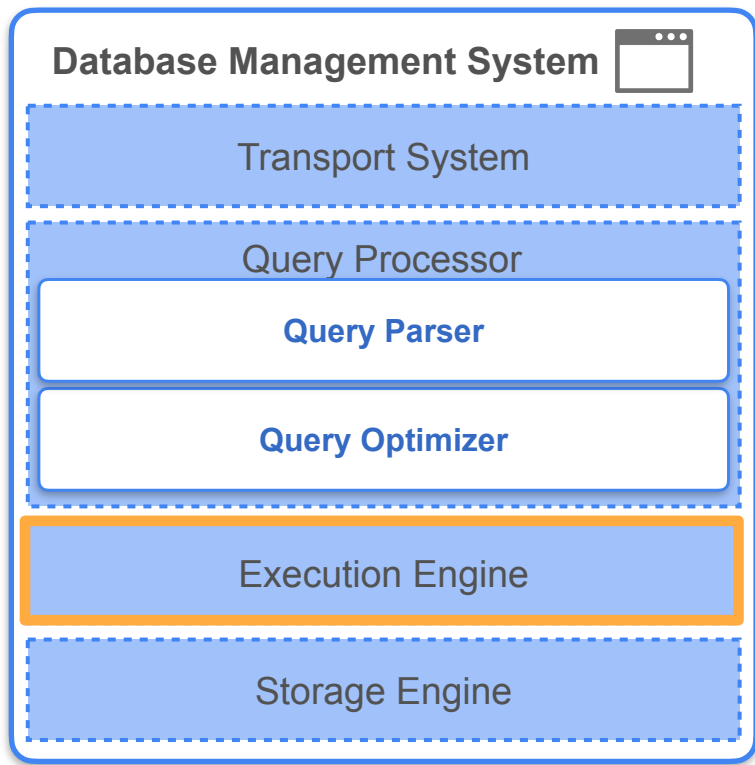 Database Management System
Transport System
Query Processor
Query Parser
Query Optimizer
Execution Engine
Storage Engine